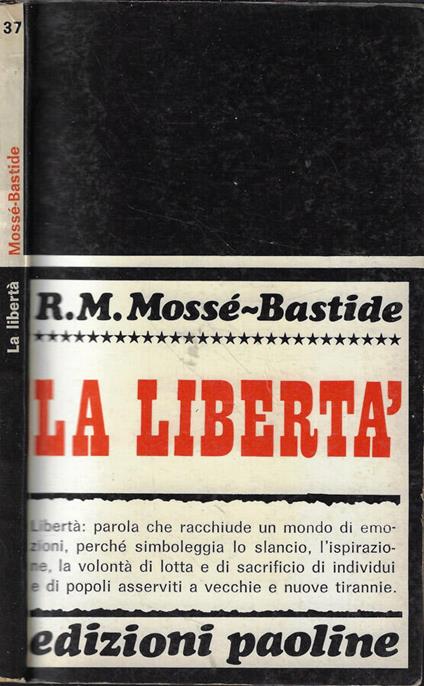 37
Mossé-Bastide
La libertà
R.M. Mossé~Bastide
LA LIBERTA'
Libertà: parola che racchiude un mondo di emo-
zioni, perché simboleggia lo slancio, l'ispirazio-
ne, la volontà di lotta e di sacrificio di individui
e di popoli asserviti a vecchie e nuove tirannie.
edizioni paoline